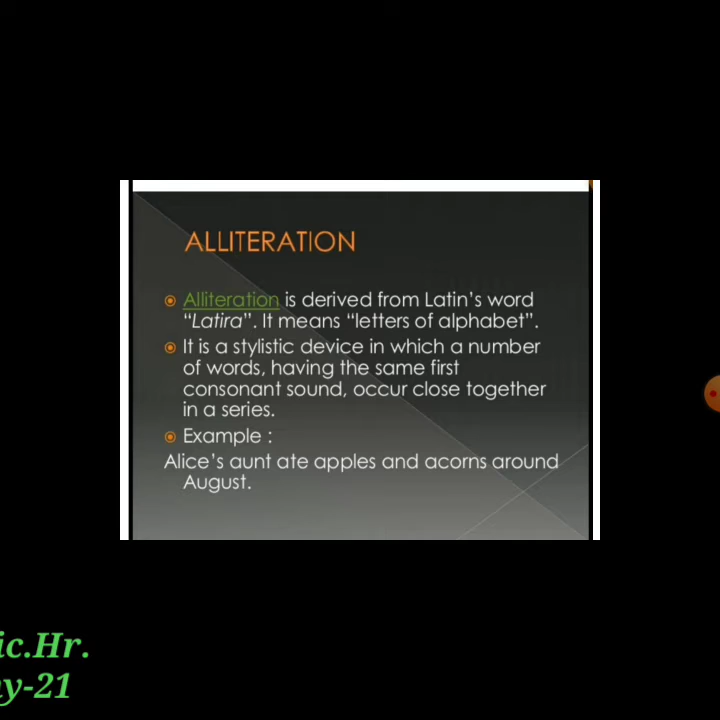 ALLITERATION
Alliteration is derived from Latin's word
"Latira". It means "letters of alphabet".
It is a stylistic device in which a number
of words, having the same first
consonant sound, occur close together
in a series.
Example :
Alice's aunt ate apples and acorns around
August.
ic.Hr.
y-21